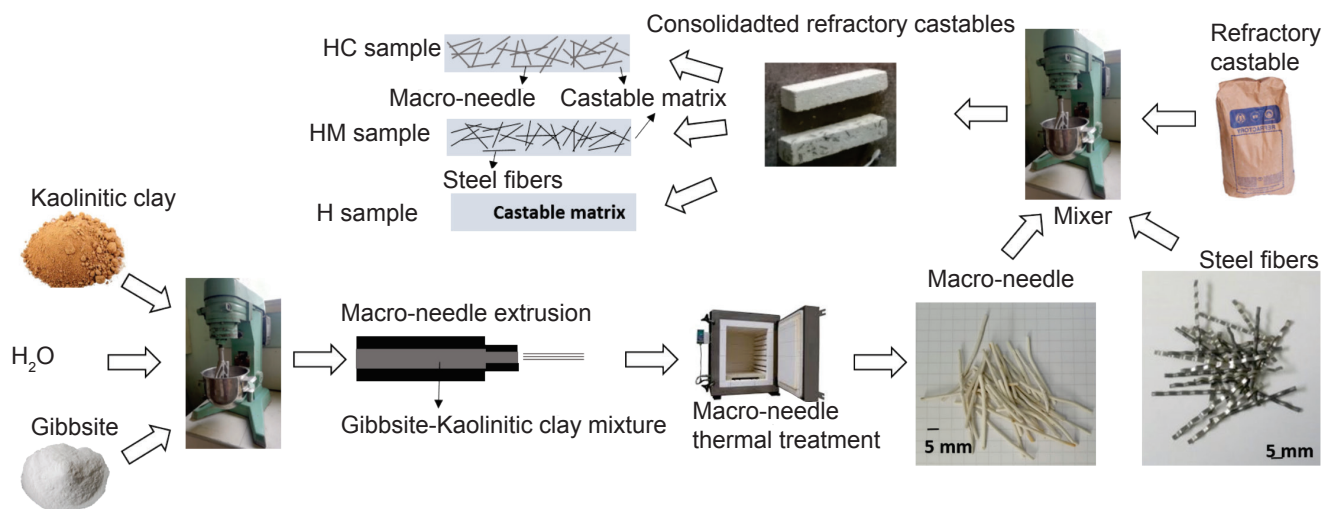 HC sample
Consolidadted refractory castables
Refractory
castable
Macro-needle
Castable matrix
HM sample
Steel fibers
H sample
Castable matrix
Mixer
Kaolinitic clay
Macro-needle
Steel fibers
Macro-needle extrusion
H₂O
Gibbsite-Kaolinitic clay mixture
Macro-needle
thermal treatment
Gibbsite
5 mm
5 mm